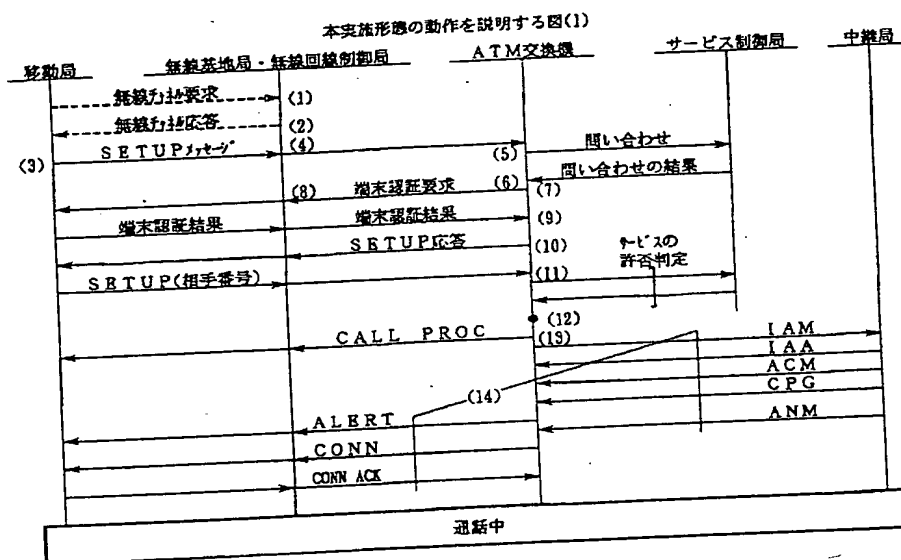 本実施形態の動作を説明する図(1)
移動局
無線基地局・無線回線制御局
ATM交換機
サービス制御局
中継局
無線ﾁｬﾈﾙ要求
(1)
無線ﾁｬﾈﾙ応答
(2)
(3)
SETUPﾒｯｾｰｼﾞ
(4)
(5)
問い合わせ
問い合わせの結果
(8)
端末認証要求
(6)
(7)
端末認証結果
端末認証結果
(9)
SETUP応答
(10)
ｻｰﾋﾞｽの
許否判定
SETUP(相手番号)
(11)
(12)
CALL PROC
(13)
IAM
IAA
ACM
CPG
(14)
ALERT
ANM
CONN
CONN ACK
通話中